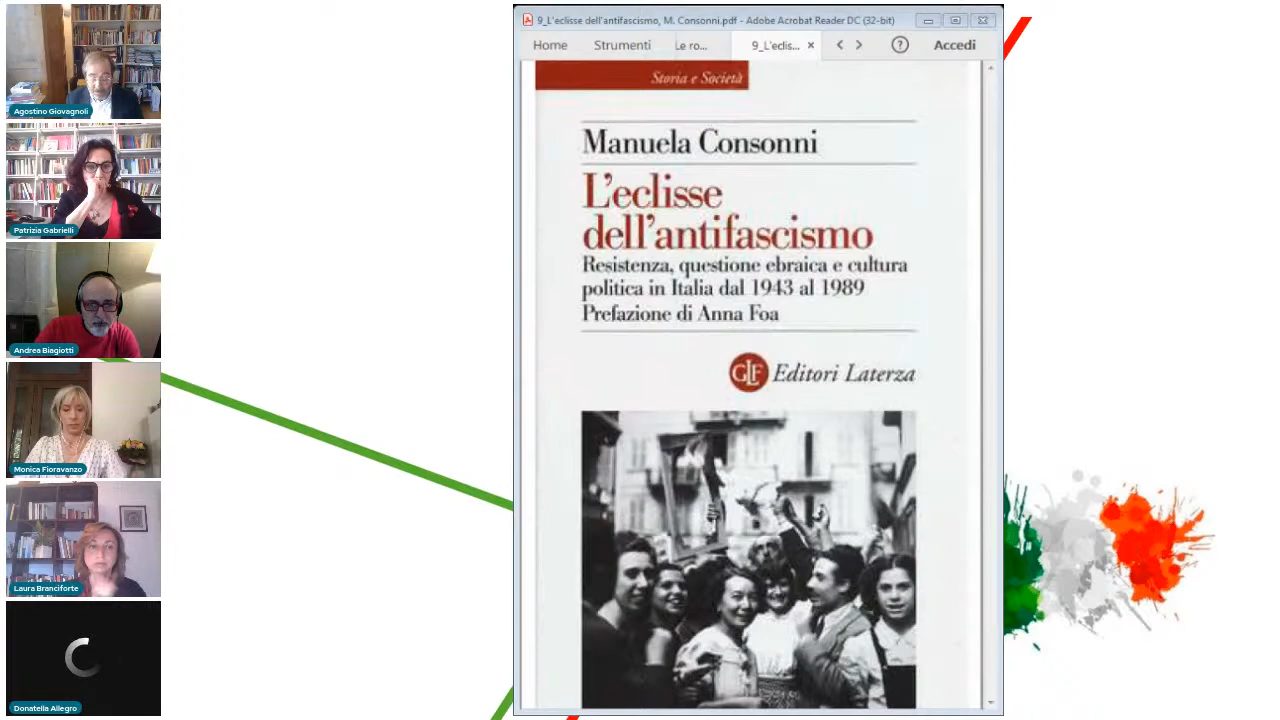 Agostino Giovagnoli
Patrizia Gabrielli
Andrea Biagiotti
Monica Fioravanzo
Laura Branciforte
Donatella Allegro
9_L'eclisse dell'antifascismo, M. Consonni.pdf - Adobe Acrobat Reader DC (32-bit)
Home Strumenti Le ro... 9_L'eclis... × ? Accedi
Storia e Società
Manuela Consonni
L'eclisse
dell'antifascismo
Resistenza, questione ebraica e cultura
politica in Italia dal 1943 al 1989
Prefazione di Anna Foa
GLF Editori Laterza